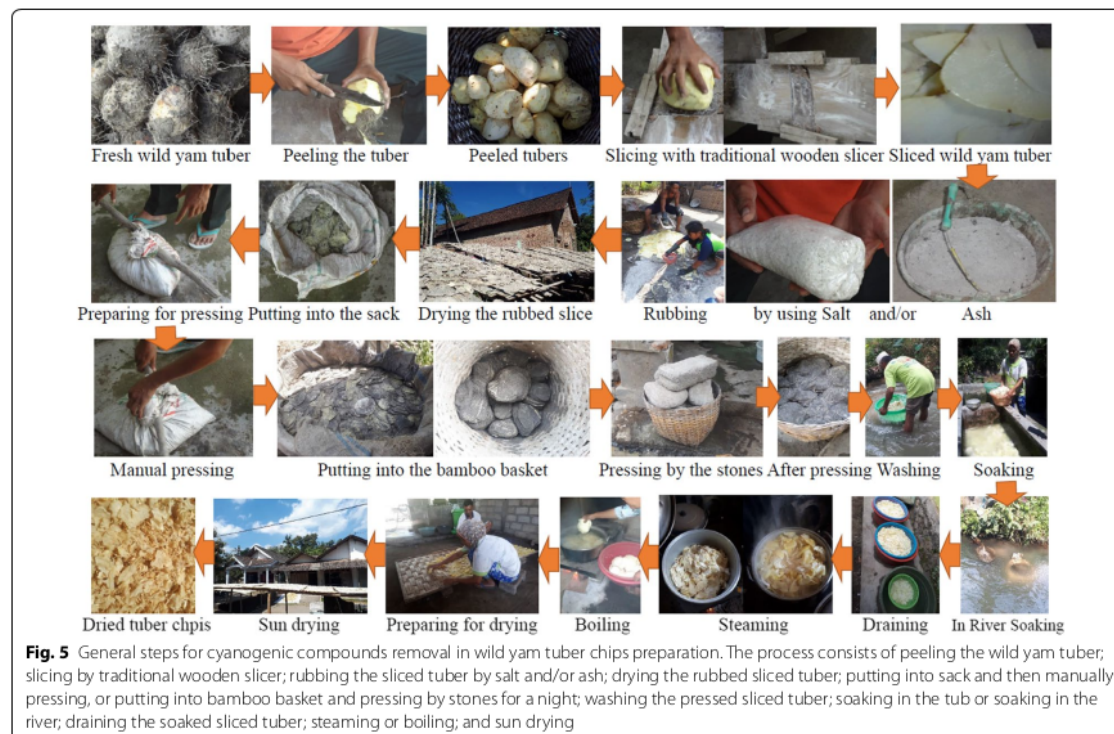 Fresh wild yam tuber Peeling the tuber Peeled tubers Slicing with traditional wooden slicer Sliced wild yam tuber
Preparing for pressing Putting into the sack Drying the rubbed slice Rubbing by using Salt and/or Ash
Manual pressing Putting into the bamboo basket Pressing by the stones After pressing Washing Soaking
Dried tuber chpis Sun drying Preparing for drying Boiling Steaming Draining In River Soaking
Fig. 5 General steps for cyanogenic compounds removal in wild yam tuber chips preparation. The process consists of peeling the wild yam tuber;
slicing by traditional wooden slicer; rubbing the sliced tuber by salt and/or ash; drying the rubbed sliced tuber; putting into sack and then manually
pressing, or putting into bamboo basket and pressing by stones for a night; washing the pressed sliced tuber; soaking in the tub or soaking in the
river; draining the soaked sliced tuber; steaming or boiling; and sun drying